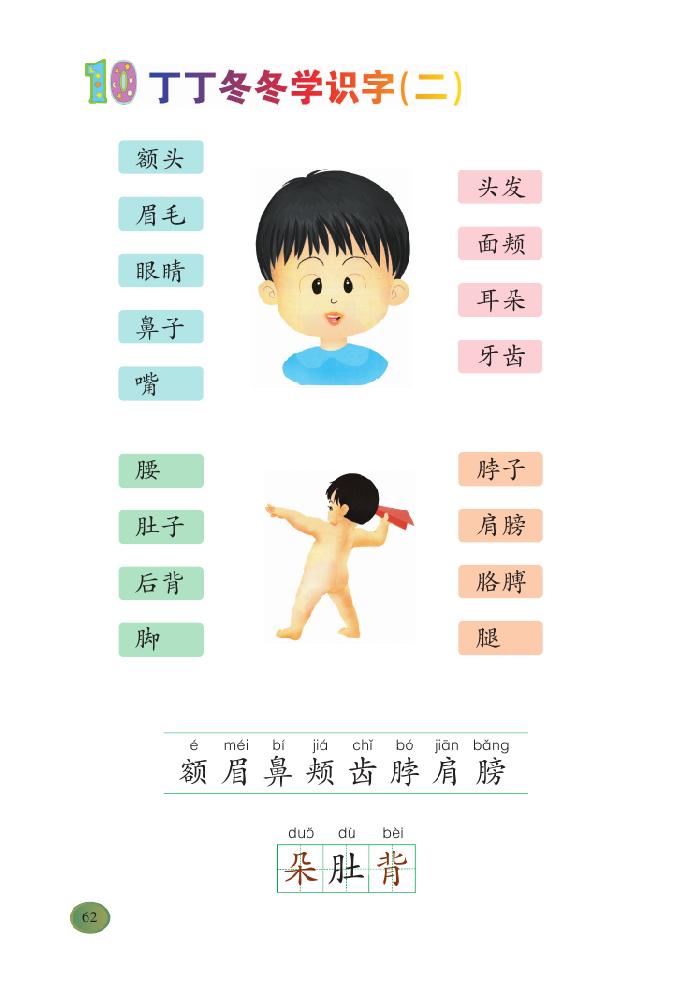 10 丁丁冬冬学识字(二)
额头
眉毛
眼睛
鼻子
嘴
头发
面颊
耳朵
牙齿
腰
肚子
后背
脚
脖子
肩膀
胳膊
腿
é méi bí jiá chǐ bó jiān bǎng
额 眉 鼻 颊 齿 脖 肩 膀
duǒ dù bèi
朵 肚 背
62